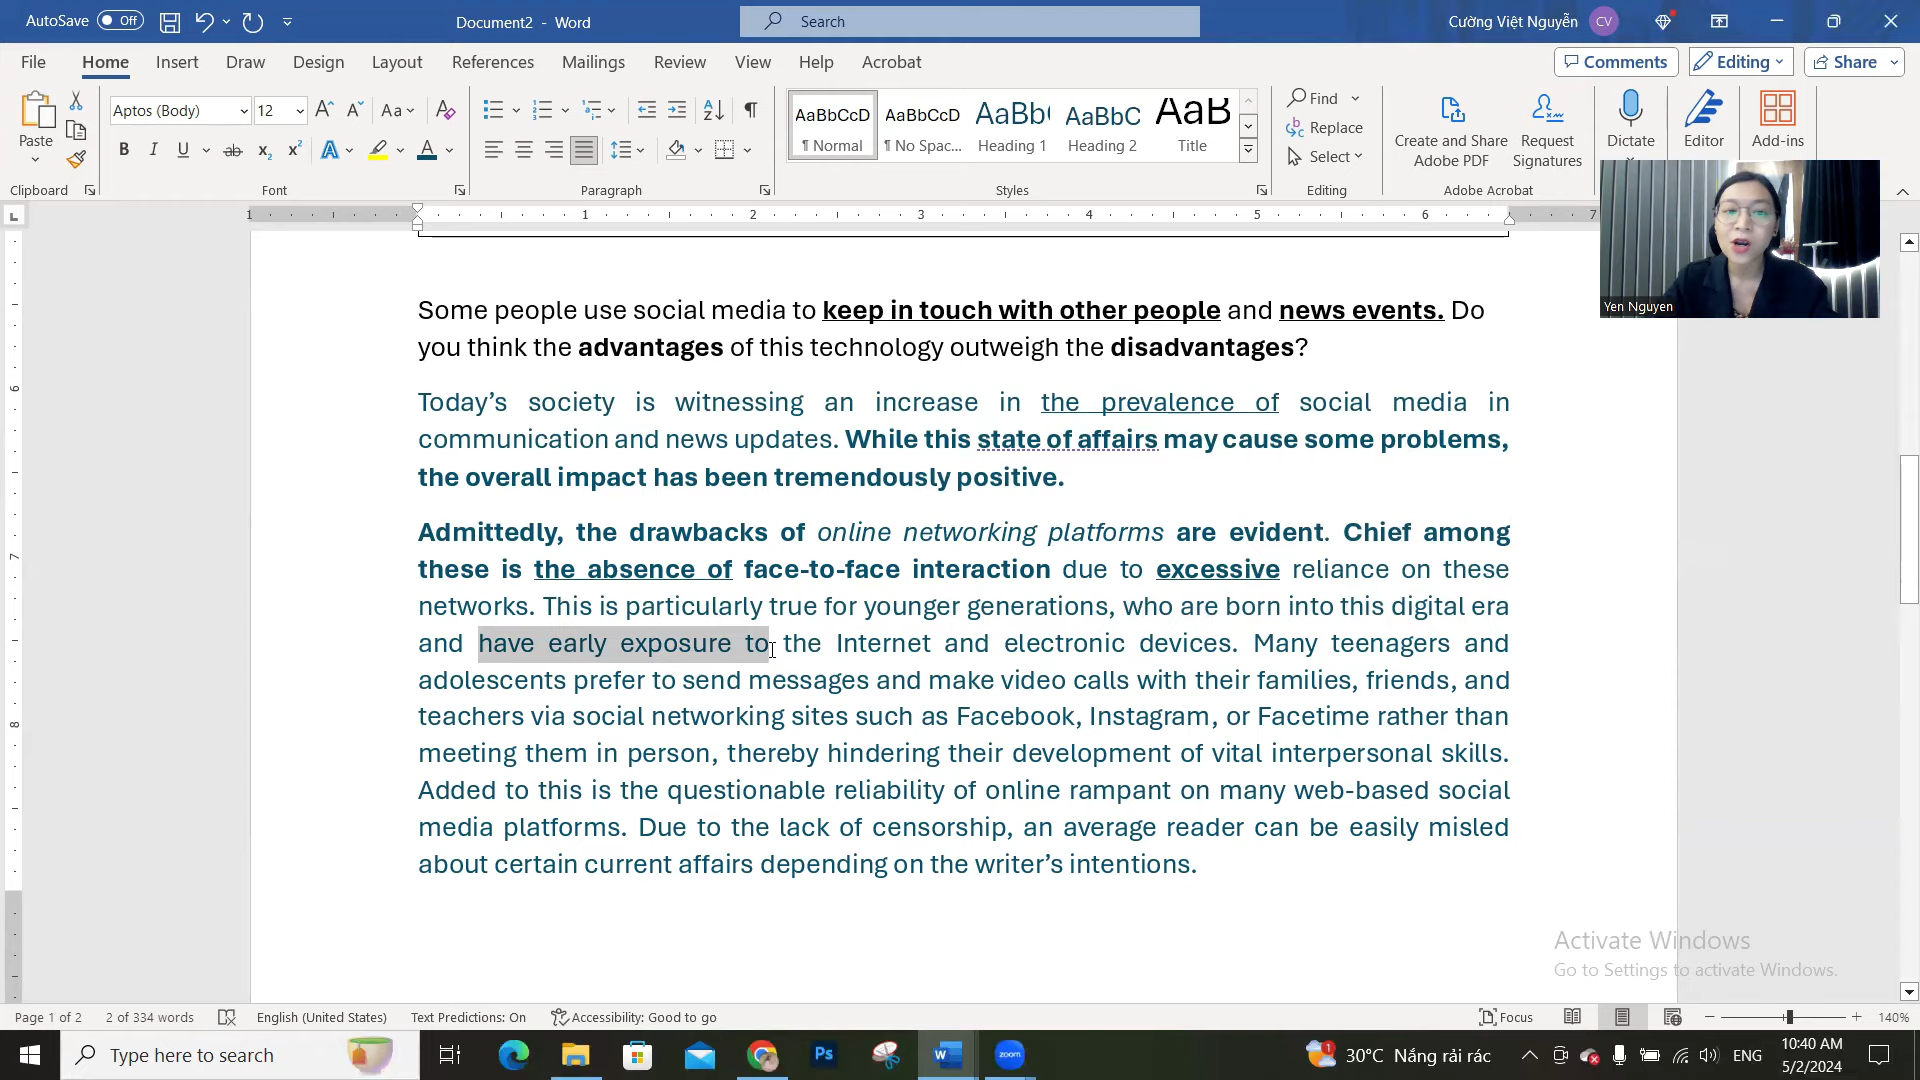 AutoSave Off
Document2 - Word
Search
Cường Việt Nguyễn CV
File Home Insert Draw Design Layout References Mailings Review View Help Acrobat
Comments Editing Share
Paste
Clipboard
Aptos (Body) 12
Font
Paragraph
AaBbCcD AaBbCcD AaBb( AaBbC AaB
¶ Normal ¶ No Spac... Heading 1 Heading 2 Title
Styles
Find
Replace
Select
Editing
Create and Share Adobe PDF
Request Signatures
Adobe Acrobat
Dictate
Editor
Add-ins
Yen Nguyen
1 1 2 3 4 5 6 7
6
7
8
Some people use social media to keep in touch with other people and news events. Do
you think the advantages of this technology outweigh the disadvantages?
Today’s society is witnessing an increase in the prevalence of social media in
communication and news updates. While this state of affairs may cause some problems,
the overall impact has been tremendously positive.
Admittedly, the drawbacks of online networking platforms are evident. Chief among
these is the absence of face-to-face interaction due to excessive reliance on these
networks. This is particularly true for younger generations, who are born into this digital era
and have early exposure to the Internet and electronic devices. Many teenagers and
adolescents prefer to send messages and make video calls with their families, friends, and
teachers via social networking sites such as Facebook, Instagram, or Facetime rather than
meeting them in person, thereby hindering their development of vital interpersonal skills.
Added to this is the questionable reliability of online rampant on many web-based social
media platforms. Due to the lack of censorship, an average reader can be easily misled
about certain current affairs depending on the writer’s intentions.
Activate Windows
Go to Settings to activate Windows.
Page 1 of 2 2 of 334 words English (United States) Text Predictions: On Accessibility: Good to go
Focus 140%
Type here to search
Ps
zoom
30°C Nắng rải rác
ENG
10:40 AM
5/2/2024